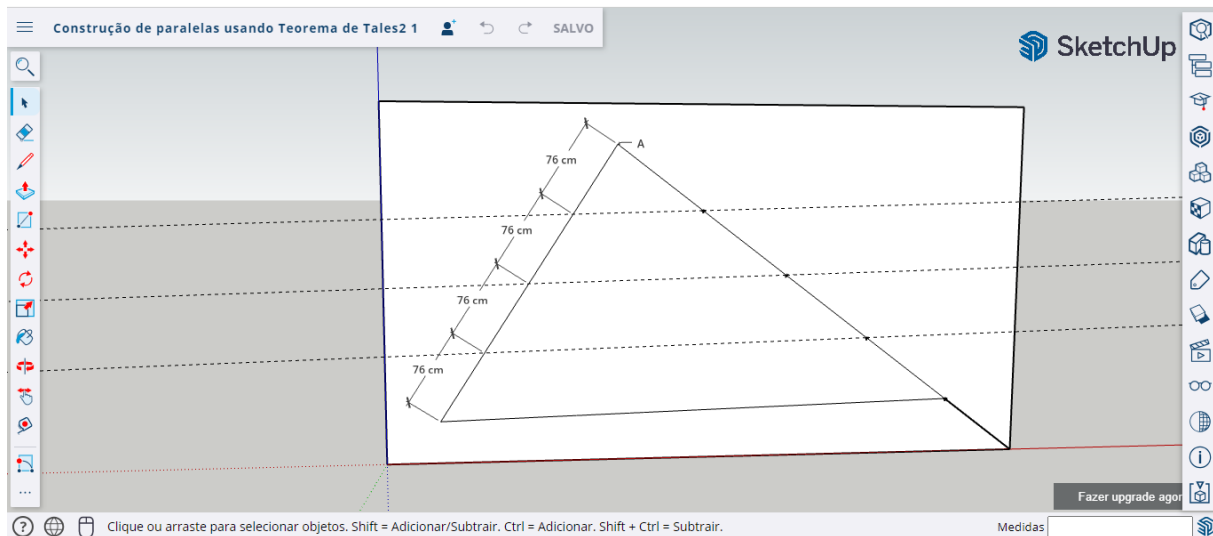 Construção de paralelas usando Teorema de Tales2 1
SALVO
SketchUp
A
76 cm
76 cm
76 cm
76 cm
Fazer upgrade agor
Clique ou arraste para selecionar objetos. Shift = Adicionar/Subtrair. Ctrl = Adicionar. Shift + Ctrl = Subtrair.
Medidas